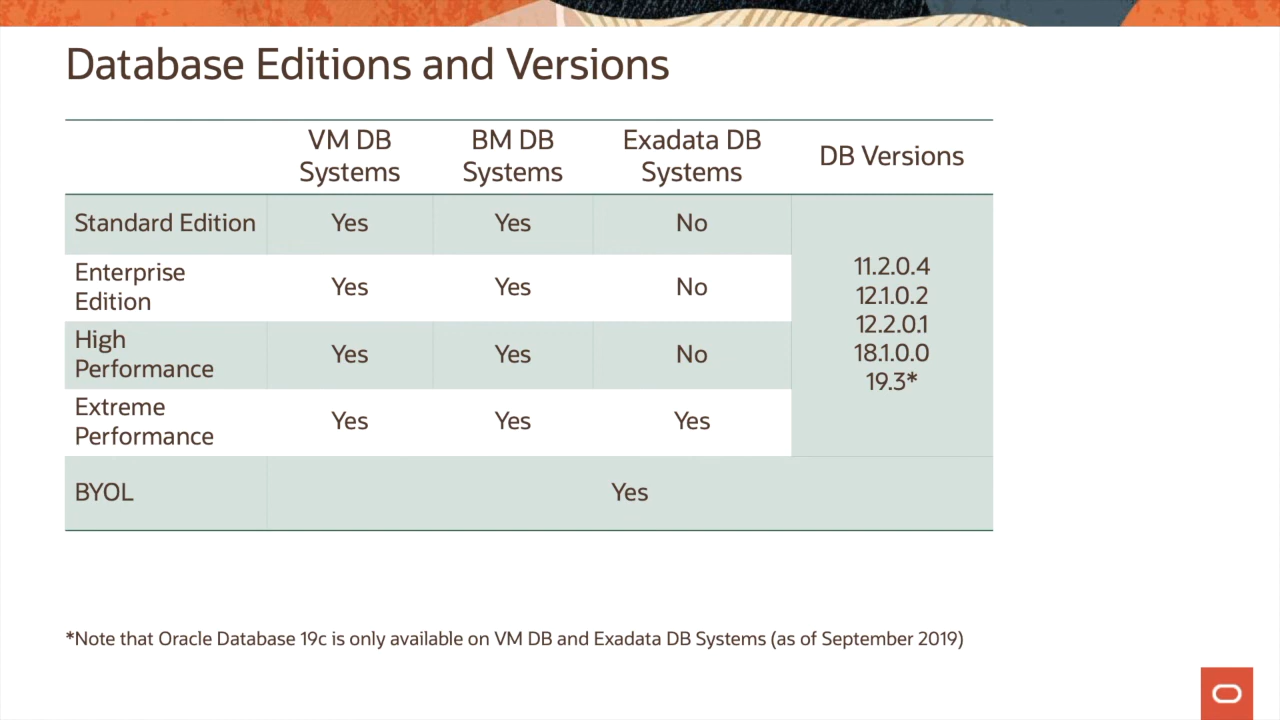 Database Editions and Versions
VM DB
Systems
BM DB
Systems
Exadata DB
Systems
DB Versions
Standard Edition
Yes
Yes
No
Enterprise
Edition
Yes
Yes
No
High
Performance
Yes
Yes
No
Extreme
Performance
Yes
Yes
Yes
11.2.0.4
12.1.0.2
12.2.0.1
18.1.0.0
19.3*
BYOL
Yes
*Note that Oracle Database 19c is only available on VM DB and Exadata DB Systems (as of September 2019)